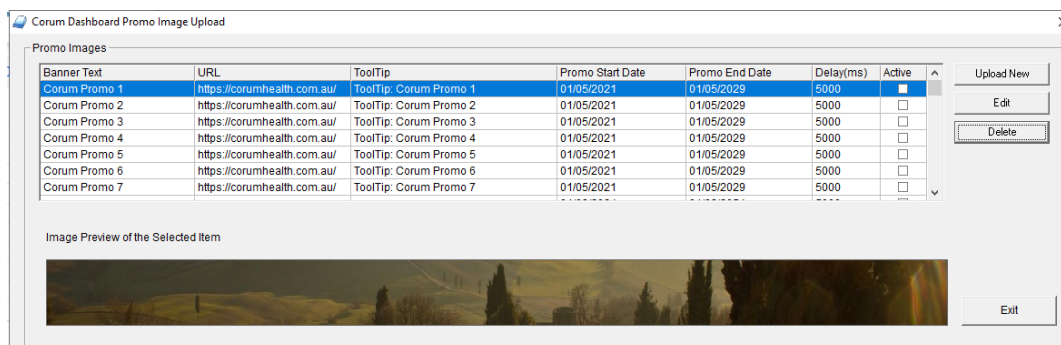 Corum Dashboard Promo Image Upload
Promo Images
Banner Text URL ToolTip Promo Start Date Promo End Date Delay(ms) Active
Corum Promo 1 https://corumhealth.com.au/ ToolTip: Corum Promo 1 01/05/2021 01/05/2029 5000
Corum Promo 2 https://corumhealth.com.au/ ToolTip: Corum Promo 2 01/05/2021 01/05/2029 5000
Corum Promo 3 https://corumhealth.com.au/ ToolTip: Corum Promo 3 01/05/2021 01/05/2029 5000
Corum Promo 4 https://corumhealth.com.au/ ToolTip: Corum Promo 4 01/05/2021 01/05/2029 5000
Corum Promo 5 https://corumhealth.com.au/ ToolTip: Corum Promo 5 01/05/2021 01/05/2029 5000
Corum Promo 6 https://corumhealth.com.au/ ToolTip: Corum Promo 6 01/05/2021 01/05/2029 5000
Corum Promo 7 https://corumhealth.com.au/ ToolTip: Corum Promo 7 01/05/2021 01/05/2029 5000
Upload New
Edit
Delete
Image Preview of the Selected Item
Exit